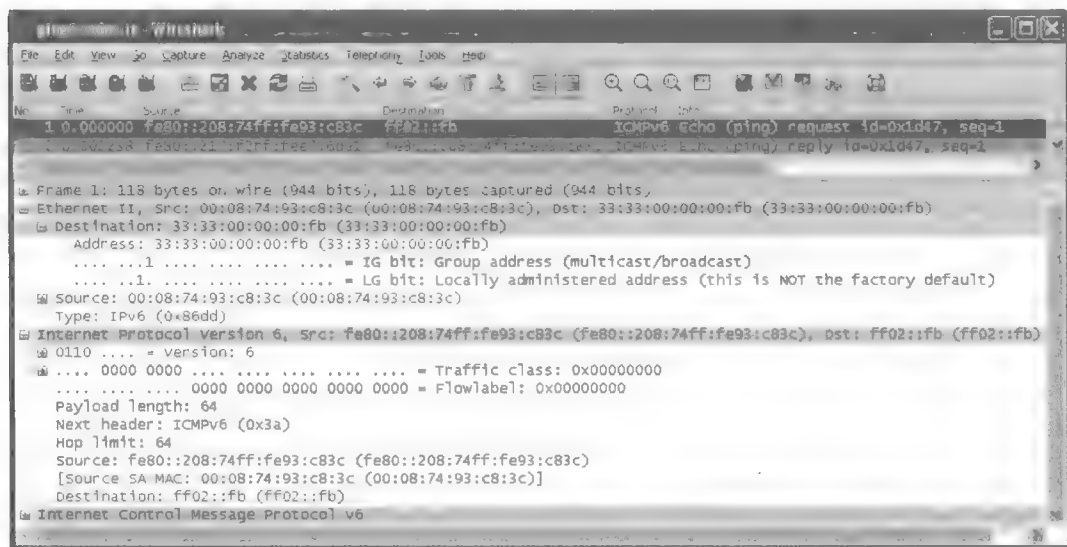 Wireshark
File Edit View Go Capture Analyze Statistics Telephony Tools Help
No. Time Source Destination Protocol Info
1 0.000000 fe80::208:74ff:fe93:c83c ff02::fb ICMPv6 Echo (ping) request id=0x1d47, seq=1
ICMPv6 Echo (ping) reply id=0x1d47, seq=1
Frame 1: 118 bytes on wire (944 bits), 118 bytes captured (944 bits)
Ethernet II, Src: 00:08:74:93:c8:3c (00:08:74:93:c8:3c), Dst: 33:33:00:00:00:fb (33:33:00:00:00:fb)
Destination: 33:33:00:00:00:fb (33:33:00:00:00:fb)
Address: 33:33:00:00:00:fb (33:33:00:00:00:fb)
.... ...1 .... .... .... .... = IG bit: Group address (multicast/broadcast)
.... ..1. .... .... .... .... = LG bit: Locally administered address (this is NOT the factory default)
Source: 00:08:74:93:c8:3c (00:08:74:93:c8:3c)
Type: IPv6 (0x86dd)
Internet Protocol Version 6, Src: fe80::208:74ff:fe93:c83c (fe80::208:74ff:fe93:c83c), Dst: ff02::fb (ff02::fb)
0110 .... = Version: 6
.... 0000 0000 .... .... .... .... .... = Traffic class: 0x00000000
.... .... .... 0000 0000 0000 0000 0000 = Flowlabel: 0x00000000
Payload length: 64
Next header: ICMPv6 (0x3a)
Hop limit: 64
Source: fe80::208:74ff:fe93:c83c (fe80::208:74ff:fe93:c83c)
[Source SA MAC: 00:08:74:93:c8:3c (00:08:74:93:c8:3c)]
Destination: ff02::fb (ff02::fb)
Internet Control Message Protocol v6